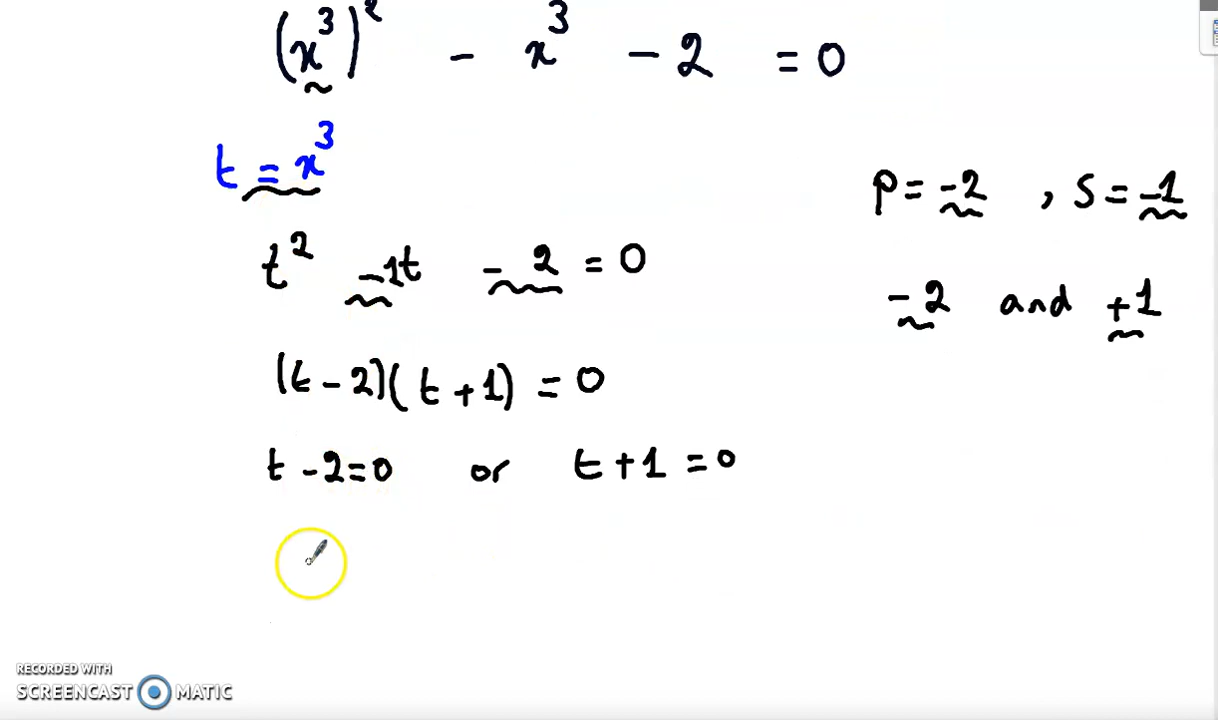 (x³)² - x³ - 2 = 0
t = x³
P = -2 , S = -1
t² -1t - 2 = 0
-2 and +1
(t - 2)(t + 1) = 0
t - 2 = 0 or t + 1 = 0
RECORDED WITH
SCREENCAST MATIC